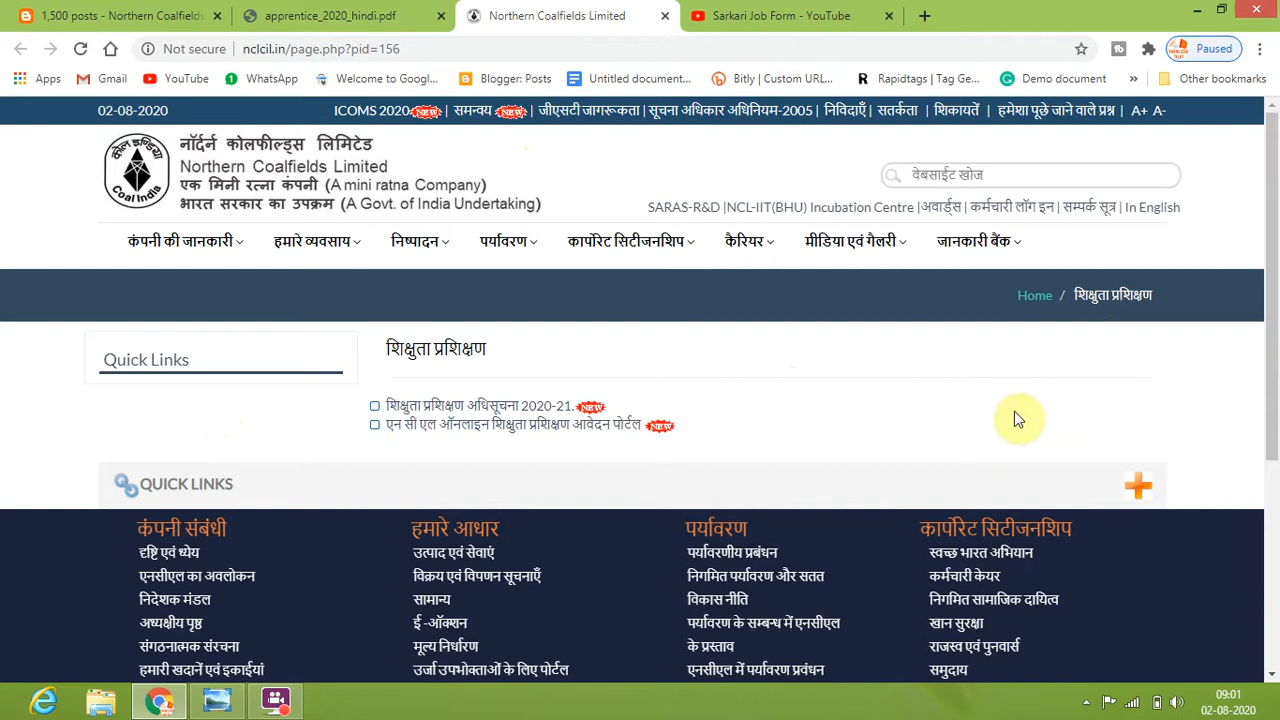 1,500 posts - Northern Coalfields
apprentice_2020_hindi.pdf
Northern Coalfields Limited
Sarkari Job Form - YouTube
Not secure
nclcil.in/page.php?pid=156
Paused
Apps
Gmail
YouTube
WhatsApp
Welcome to Googl...
Blogger: Posts
Untitled document...
Bitly | Custom URL...
Rapidtags | Tag Ge...
Demo document
Other bookmarks
02-08-2020
ICOMS 2020 NEW | समन्वय NEW | जीएसटी जागरूकता | सूचना अधिकार अधिनियम-2005 | निविदाएँ | सतर्कता | शिकायतें | हमेशा पूछे जाने वाले प्रश्न | A+ A-
कोल इण्डिया
Coal India
नॉर्दर्न कोलफील्ड्स लिमिटेड
Northern Coalfields Limited
एक मिनी रत्ना कंपनी (A mini ratna Company)
भारत सरकार का उपक्रम (A Govt. of India Undertaking)
वेबसाईट खोज
SARAS-R&D |NCL-IIT(BHU) Incubation Centre |अवार्ड्स | कर्मचारी लॉग इन | सम्पर्क सूत्र | In English
कंपनी की जानकारी
हमारे व्यवसाय
निष्पादन
पर्यावरण
कार्पोरेट सिटीजनशिप
कैरियर
मीडिया एवं गैलरी
जानकारी बैंक
Home / शिक्षुता प्रशिक्षण
Quick Links
शिक्षुता प्रशिक्षण
शिक्षुता प्रशिक्षण अधिसूचना 2020-21. NEW
एन सी एल ऑनलाइन शिक्षुता प्रशिक्षण आवेदन पोर्टल NEW
QUICK LINKS
कंपनी संबंधी
दृष्टि एवं ध्येय
एनसीएल का अवलोकन
निदेशक मंडल
अध्यक्षीय पृष्ठ
संगठनात्मक संरचना
हमारी खदानें एवं इकाईयां
हमारे आधार
उत्पाद एवं सेवाएं
विक्रय एवं विपणन सूचनाएँ
सामान्य
ई -ऑक्शन
मूल्य निर्धारण
उर्जा उपभोक्ताओं के लिए पोर्टल
पर्यावरण
पर्यावरणीय प्रबंधन
निगमित पर्यावरण और सतत
विकास नीति
पर्यावरण के सम्बन्ध में एनसीएल
के प्रस्ताव
एनसीएल में पर्यावरण प्रवंधन
कार्पोरेट सिटीजनशिप
स्वच्छ भारत अभियान
कर्मचारी केयर
निगमित सामाजिक दायित्व
खान सुरक्षा
राजस्व एवं पुनर्वास
समुदाय
09:01
02-08-2020